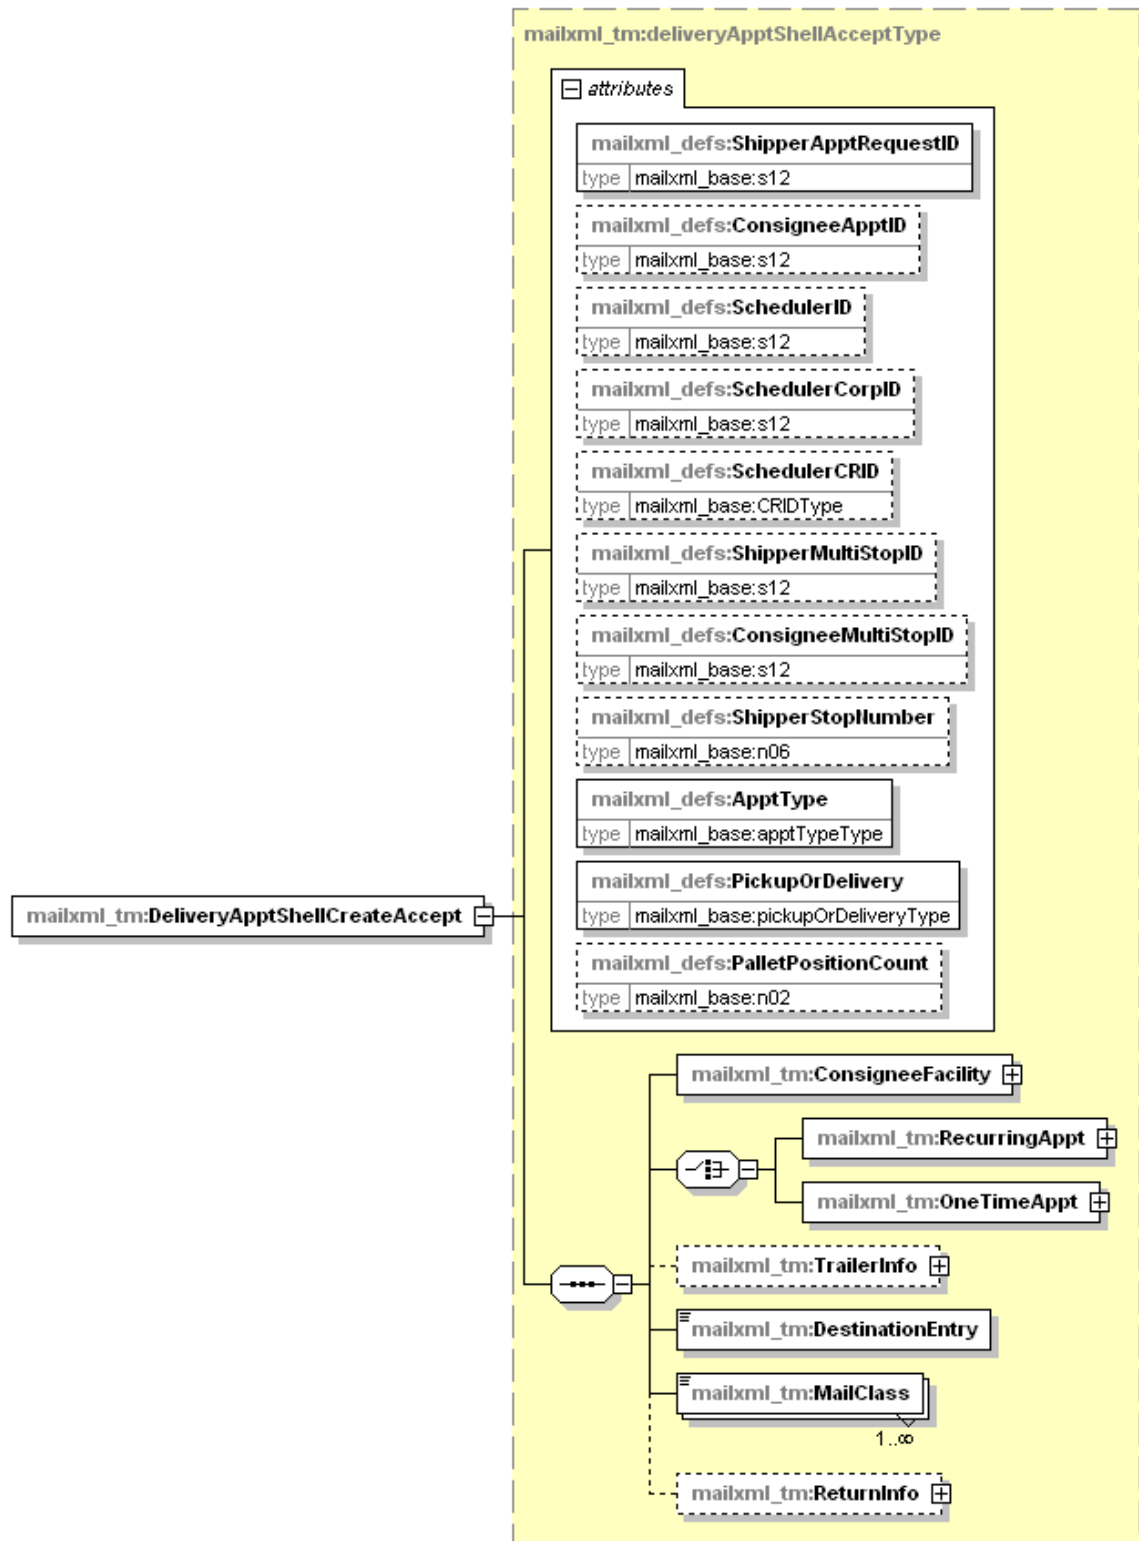 mailxml_tm:deliveryApptShellAcceptType
attributes
mailxml_defs:ShipperApptRequestID
type mailxml_base:s12
mailxml_defs:ConsigneeApptID
type mailxml_base:s12
mailxml_defs:SchedulerID
type mailxml_base:s12
mailxml_defs:SchedulerCorpID
type mailxml_base:s12
mailxml_defs:SchedulerCRID
type mailxml_base:CRIDType
mailxml_defs:ShipperMultiStopID
type mailxml_base:s12
mailxml_defs:ConsigneeMultiStopID
type mailxml_base:s12
mailxml_defs:ShipperStopNumber
type mailxml_base:n06
mailxml_defs:ApptType
type mailxml_base:apptTypeType
mailxml_defs:PickupOrDelivery
type mailxml_base:pickupOrDeliveryType
mailxml_defs:PalletPositionCount
type mailxml_base:n02
mailxml_tm:DeliveryApptShellCreateAccept
mailxml_tm:ConsigneeFacility
mailxml_tm:RecurringAppt
mailxml_tm:OneTimeAppt
mailxml_tm:TrailerInfo
mailxml_tm:DestinationEntry
mailxml_tm:MailClass
1..∞
mailxml_tm:ReturnInfo